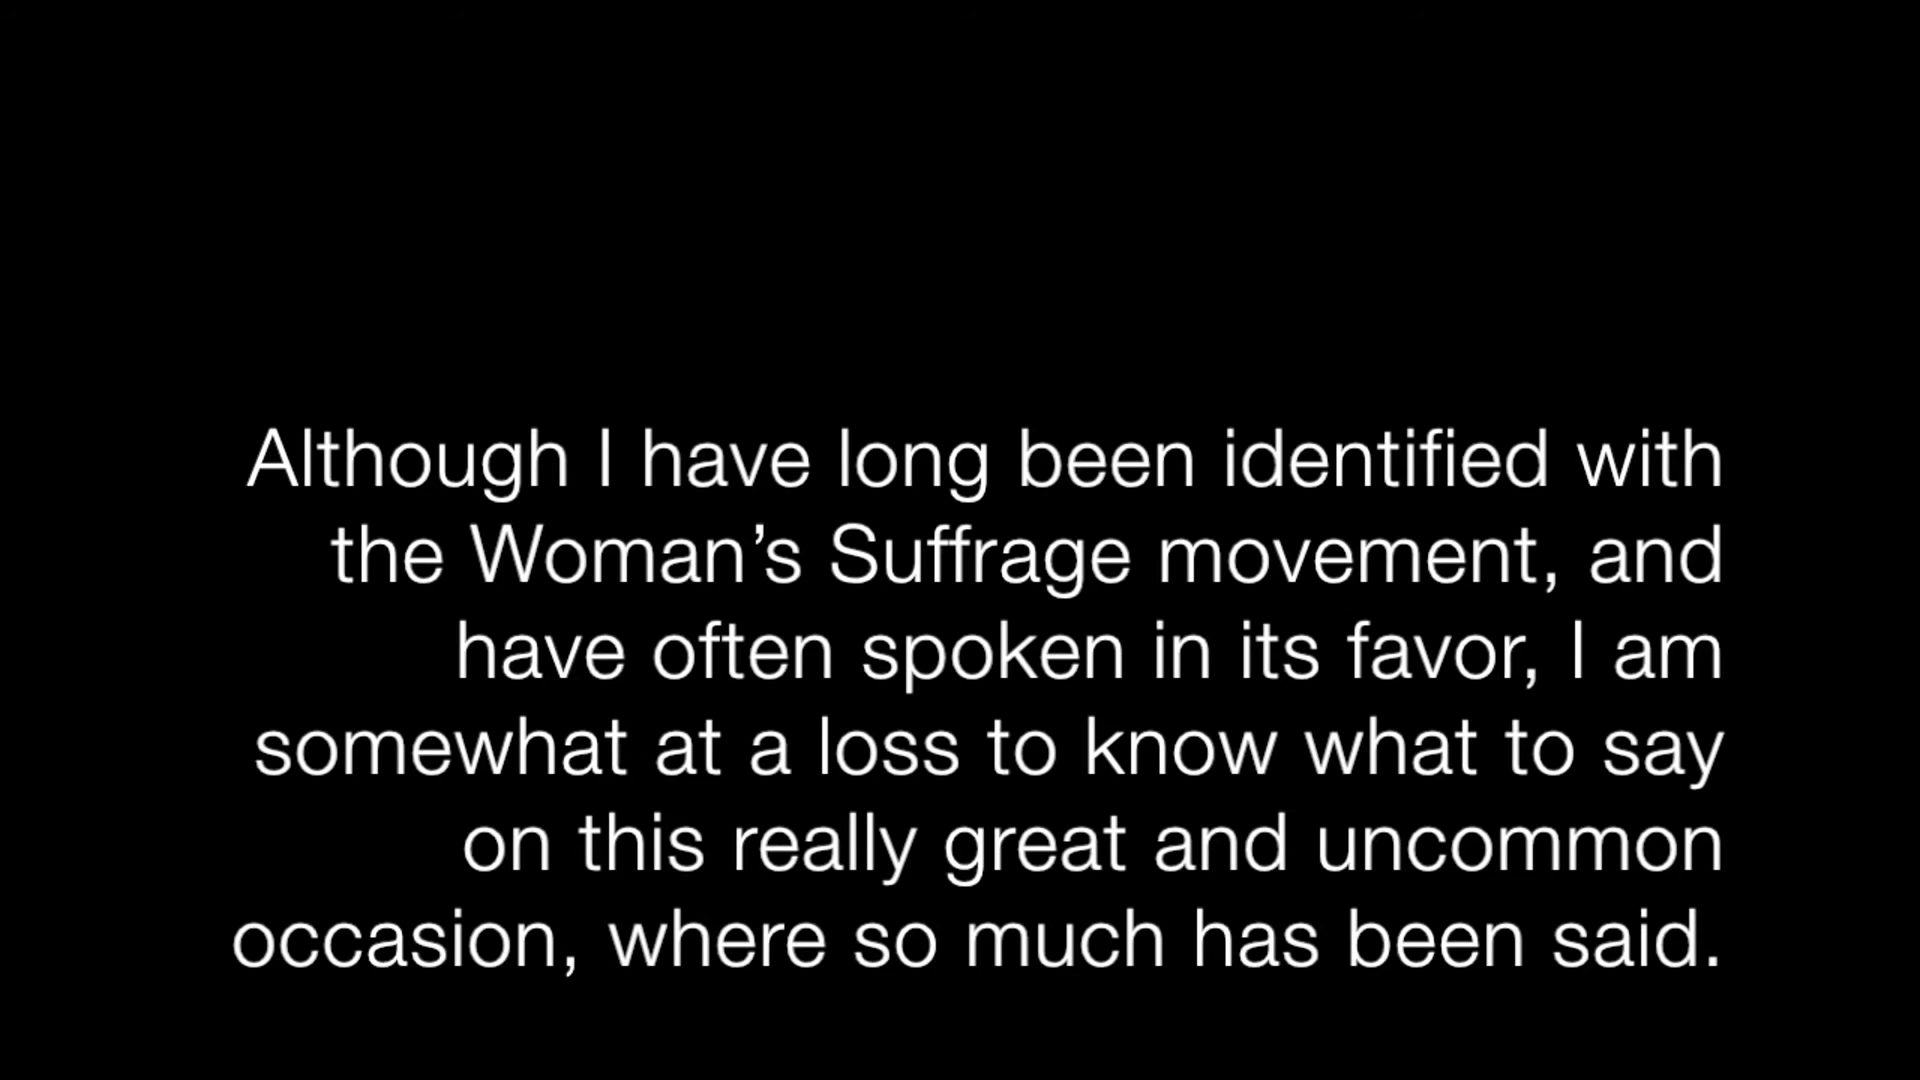 Although I have long been identified with
the Woman’s Suffrage movement, and
have often spoken in its favor, I am
somewhat at a loss to know what to say
on this really great and uncommon
occasion, where so much has been said.